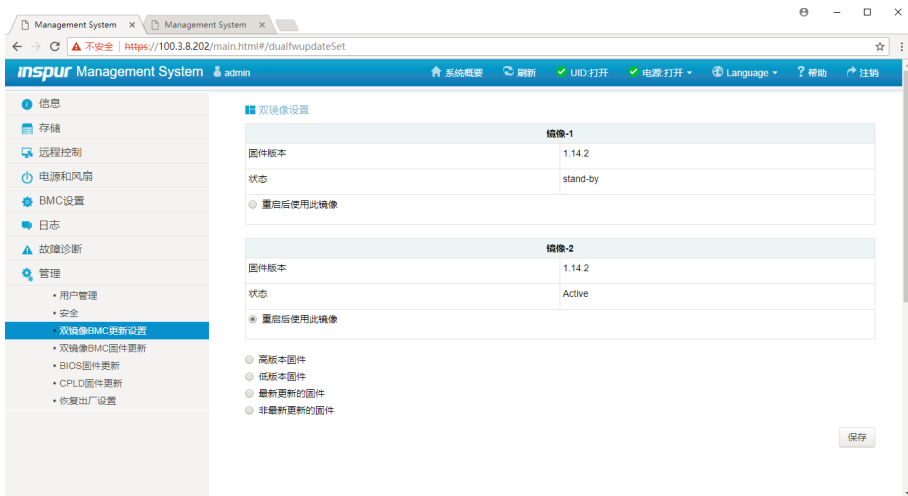 Management System
Management System
不安全 | https://100.3.8.202/main.html#/dualfwupdateSet
inspur Management System admin 系统概要 刷新 UID:打开 电源:打开 Language 帮助 注销
信息
存储
远程控制
电源和风扇
BMC设置
日志
故障诊断
管理
• 用户管理
• 安全
• 双镜像BMC更新设置
• 双镜像BMC固件更新
• BIOS固件更新
• CPLD固件更新
• 恢复出厂设置
双镜像设置
镜像-1
固件版本 1.14.2
状态 stand-by
重启后使用此镜像
镜像-2
固件版本 1.14.2
状态 Active
重启后使用此镜像
高版本固件
低版本固件
最新更新的固件
非最新更新的固件
保存